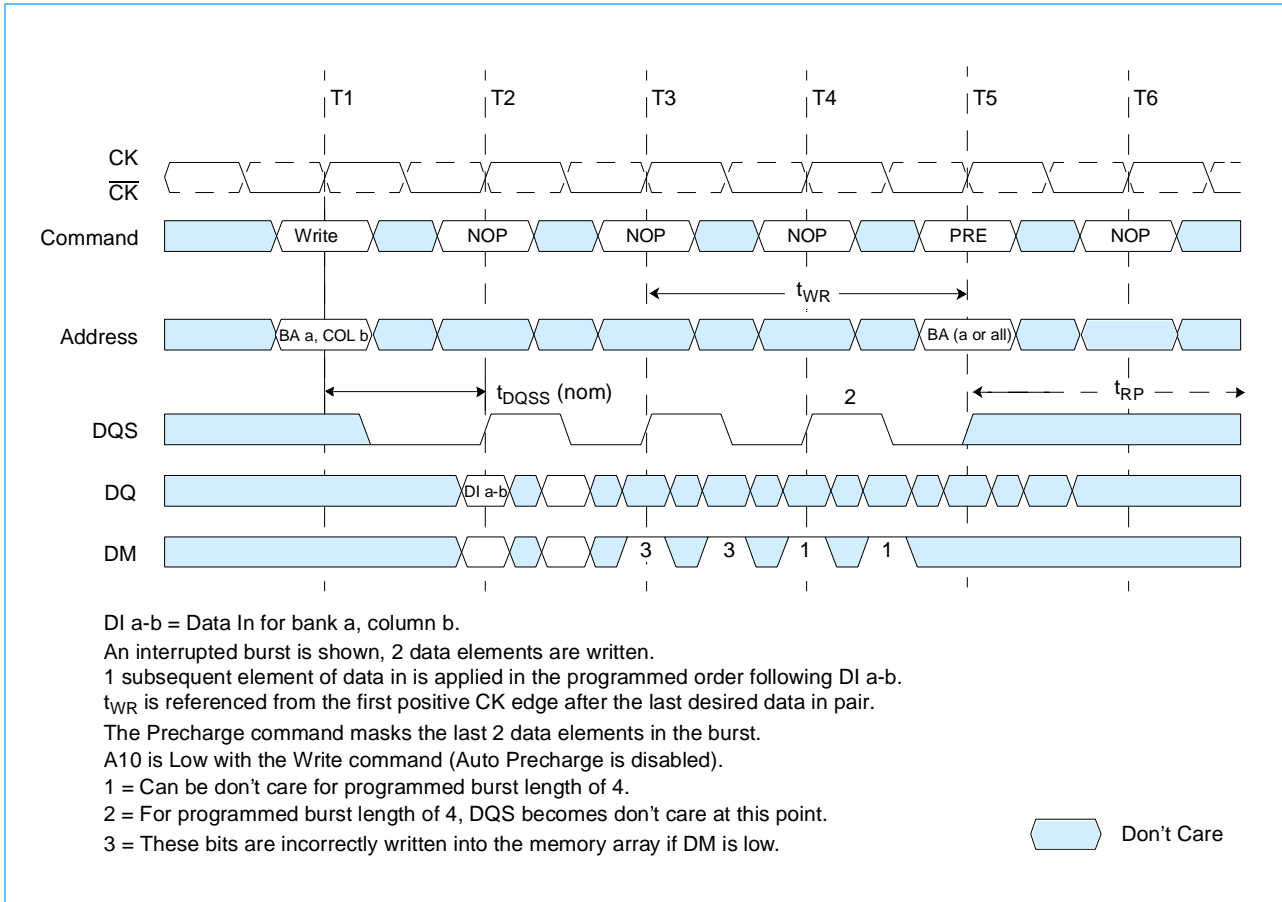 T1 T2 T3 T4 T5 T6
CK
CK
Command Write NOP NOP NOP PRE NOP
tWR
Address BA a, COL b BA (a or all)
tDQSS (nom) 2 tRP
DQS
DQ DI a-b
DM 3 3 1 1
DI a-b = Data In for bank a, column b.
An interrupted burst is shown, 2 data elements are written.
1 subsequent element of data in is applied in the programmed order following DI a-b.
tWR is referenced from the first positive CK edge after the last desired data in pair.
The Precharge command masks the last 2 data elements in the burst.
A10 is Low with the Write command (Auto Precharge is disabled).
1 = Can be don't care for programmed burst length of 4.
2 = For programmed burst length of 4, DQS becomes don't care at this point.
3 = These bits are incorrectly written into the memory array if DM is low.
Don't Care